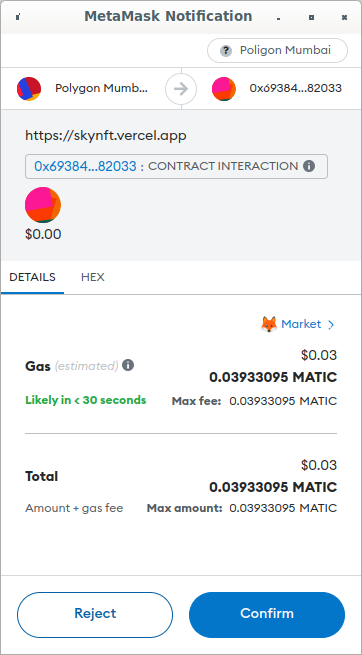 MetaMask Notification
? Poligon Mumbai
Polygon Mumb... 0x69384...82033
https://skynft.vercel.app
0x69384...82033 : CONTRACT INTERACTION
$0.00
DETAILS HEX
Market >
$0.03
Gas (estimated) 0.03933095 MATIC
Likely in < 30 seconds Max fee: 0.03933095 MATIC
$0.03
Total 0.03933095 MATIC
Amount + gas fee Max amount: 0.03933095 MATIC
Reject Confirm